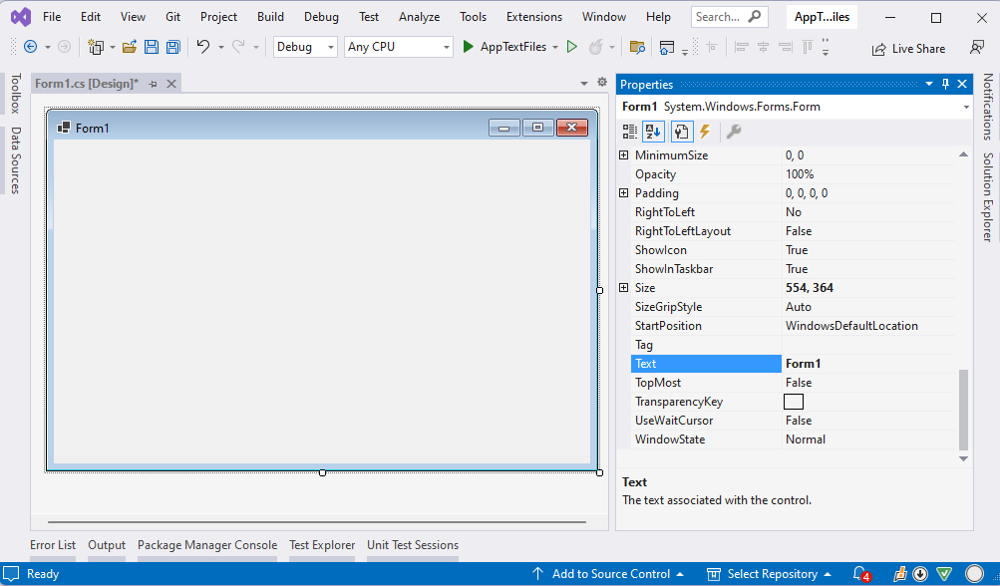 File Edit View Git Project Build Debug Test Analyze Tools Extensions Window Help Search... AppT...iles
Debug Any CPU AppTextFiles Live Share
Toolbox
Data Sources
Form1.cs [Design]*
Form1
Properties
Form1 System.Windows.Forms.Form
MinimumSize 0, 0
Opacity 100%
Padding 0, 0, 0, 0
RightToLeft No
RightToLeftLayout False
ShowIcon True
ShowInTaskbar True
Size 554, 364
SizeGripStyle Auto
StartPosition WindowsDefaultLocation
Tag
Text Form1
TopMost False
TransparencyKey
UseWaitCursor False
WindowState Normal
Text
The text associated with the control.
Notifications
Solution Explorer
Error List Output Package Manager Console Test Explorer Unit Test Sessions
Ready Add to Source Control Select Repository 4